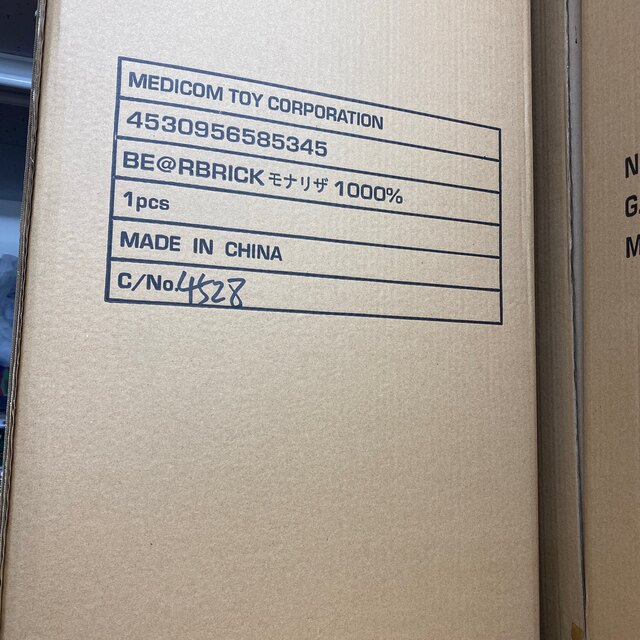 MEDICOM TOY CORPORATION
4530956585345
BE@RBRICK モナリザ 1000%
1pcs
MADE IN CHINA
C/No.4528
N
G
M